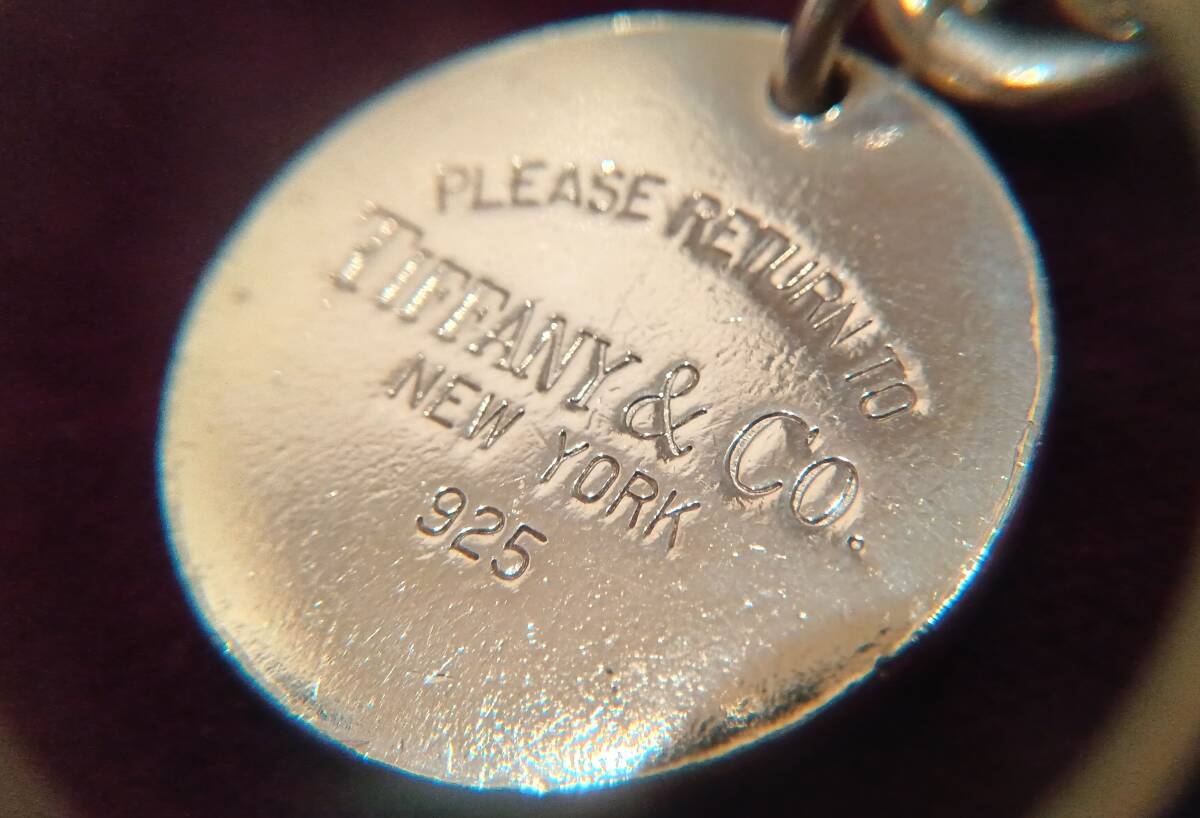 PLEASE RETURN TO
TIFFANY & CO.
NEW YORK
925